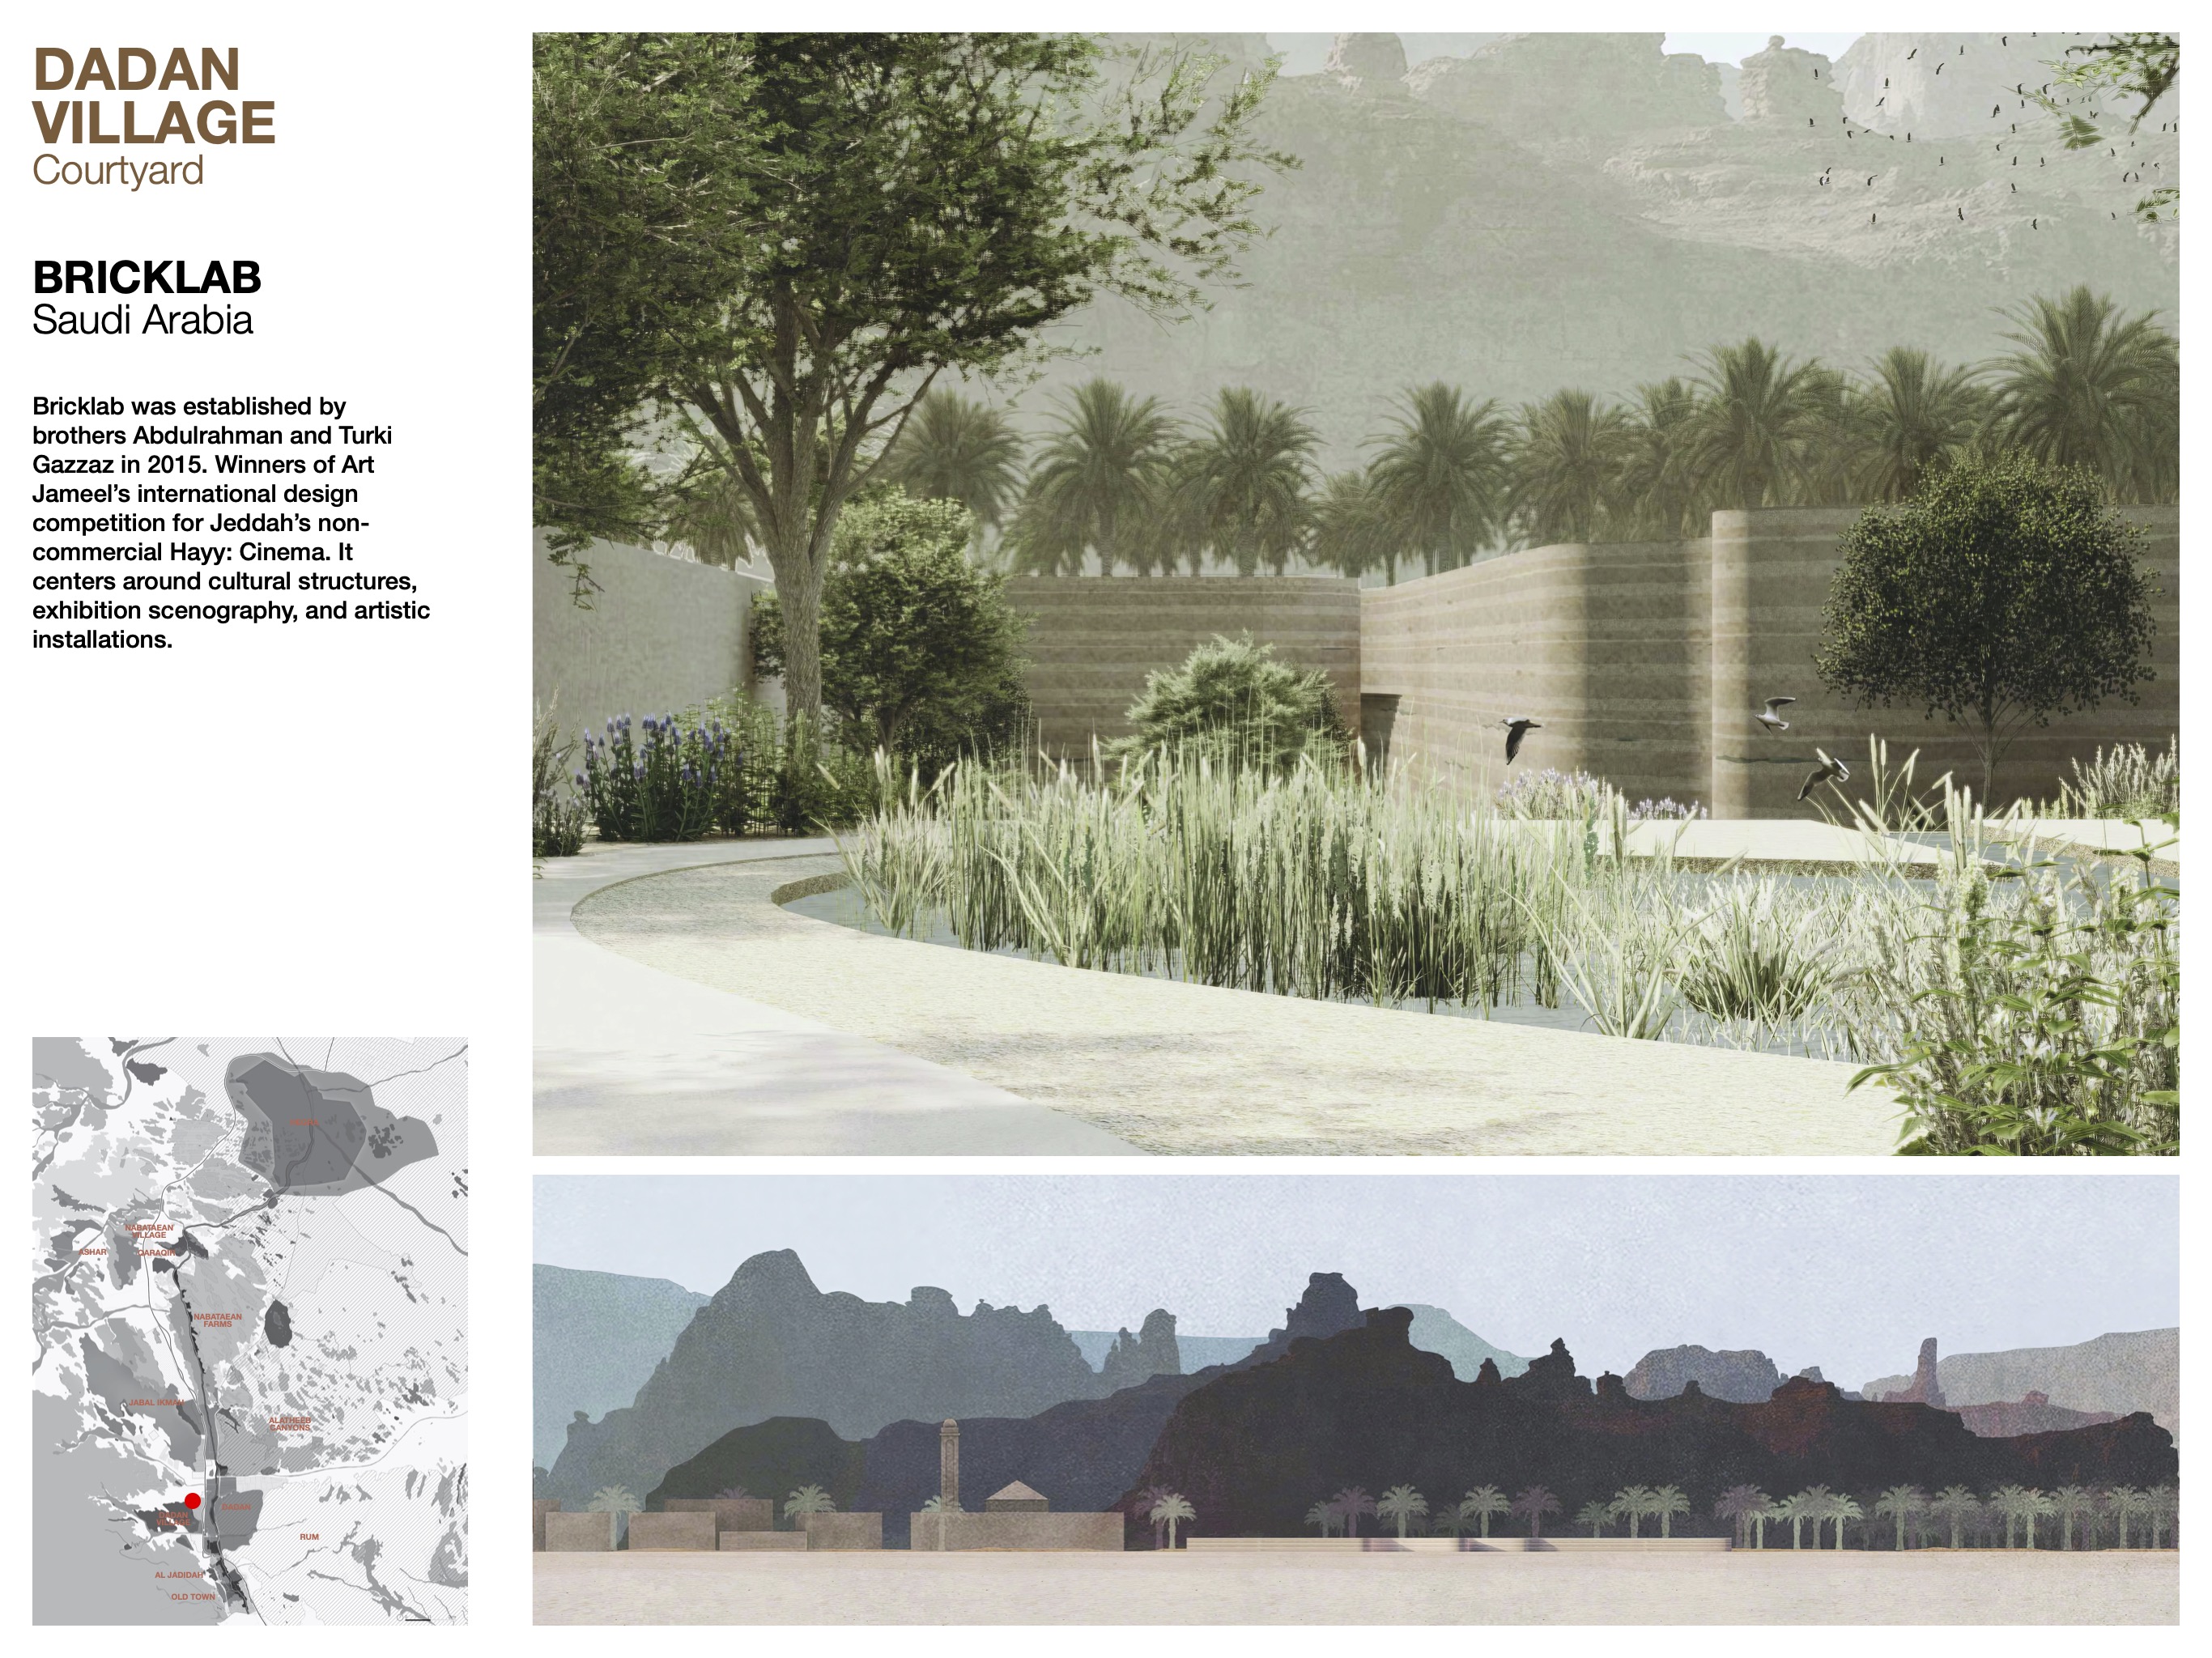 DADAN
VILLAGE
Courtyard
BRICKLAB
Saudi Arabia
Bricklab was established by
brothers Abdulrahman and Turki
Gazzaz in 2015. Winners of Art
Jameel’s international design
competition for Jeddah’s non-
commercial Hayy: Cinema. It
centers around cultural structures,
exhibition scenography, and artistic
installations.
NABATAEAN
VILLAGE
ASHAR
QARAQIR
NABATAEAN
FARMS
JABAL IKMAH
ALATHEEB
CANYONS
DADAN
DADAN
VILLAGE
RUM
AL JADIDAH
OLD TOWN